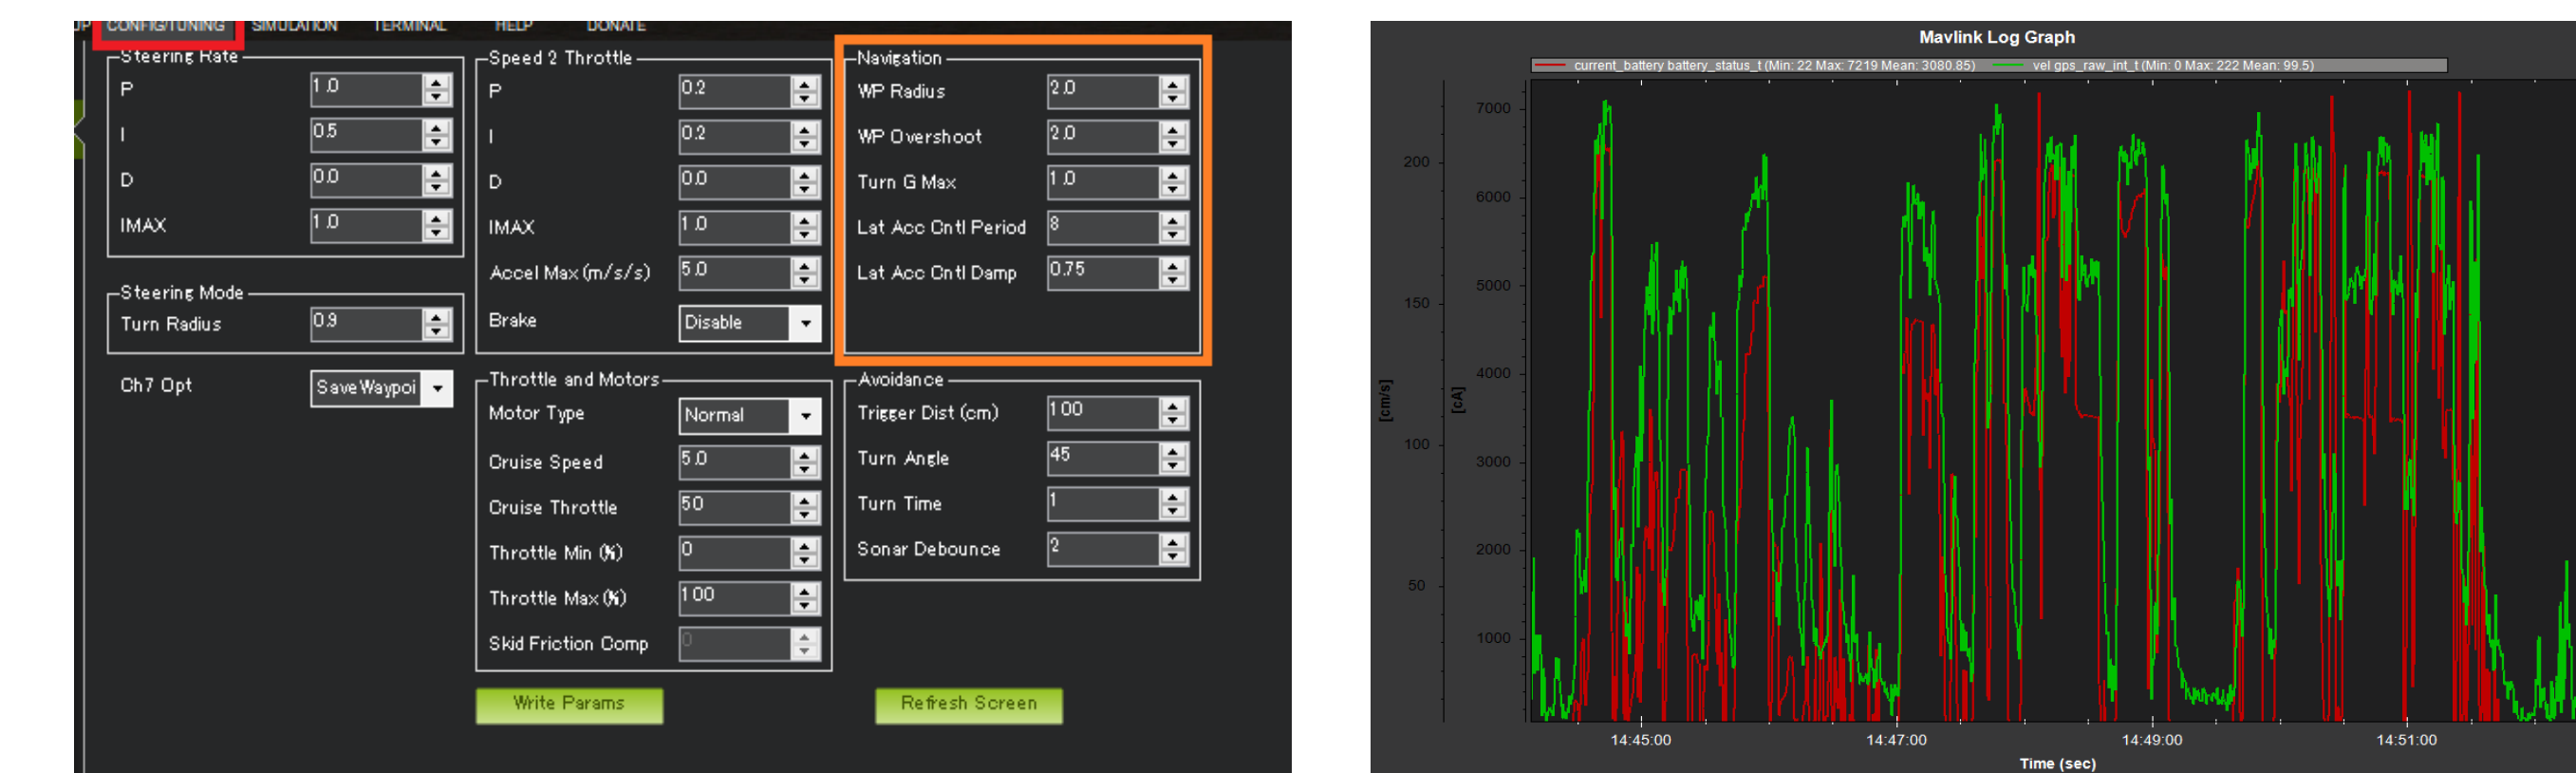 UP CONFIG/TUNING SIMULATION TERMINAL HELP DONATE
Steering Rate
P 1.0
I 0.5
D 0.0
IMAX 1.0
Steering Mode
Turn Radius 0.9
Ch7 Opt SaveWaypoi
Speed 2 Throttle
P 0.2
I 0.2
D 0.0
IMAX 1.0
Accel Max (m/s/s) 5.0
Brake Disable
Throttle and Motors
Motor Type Normal
Cruise Speed 5.0
Cruise Throttle 50
Throttle Min (%) 0
Throttle Max (%) 100
Skid Friction Comp 0
Navigation
WP Radius 2.0
WP Overshoot 2.0
Turn G Max 1.0
Lat Acc Cntl Period 8
Lat Acc Cntl Damp 0.75
Avoidance
Trigger Dist (cm) 100
Turn Angle 45
Turn Time 1
Sonar Debounce 2
Write Params
Refresh Screen
Mavlink Log Graph
current_battery battery_status_t (Min: 22 Max: 7219 Mean: 3080.85) vel gps_raw_int_t (Min: 0 Max: 222 Mean: 99.5)
[cm/s]
200
150
100
50
[cA]
7000
6000
5000
4000
3000
2000
1000
14:45:00 14:47:00 14:49:00 14:51:00
Time (sec)